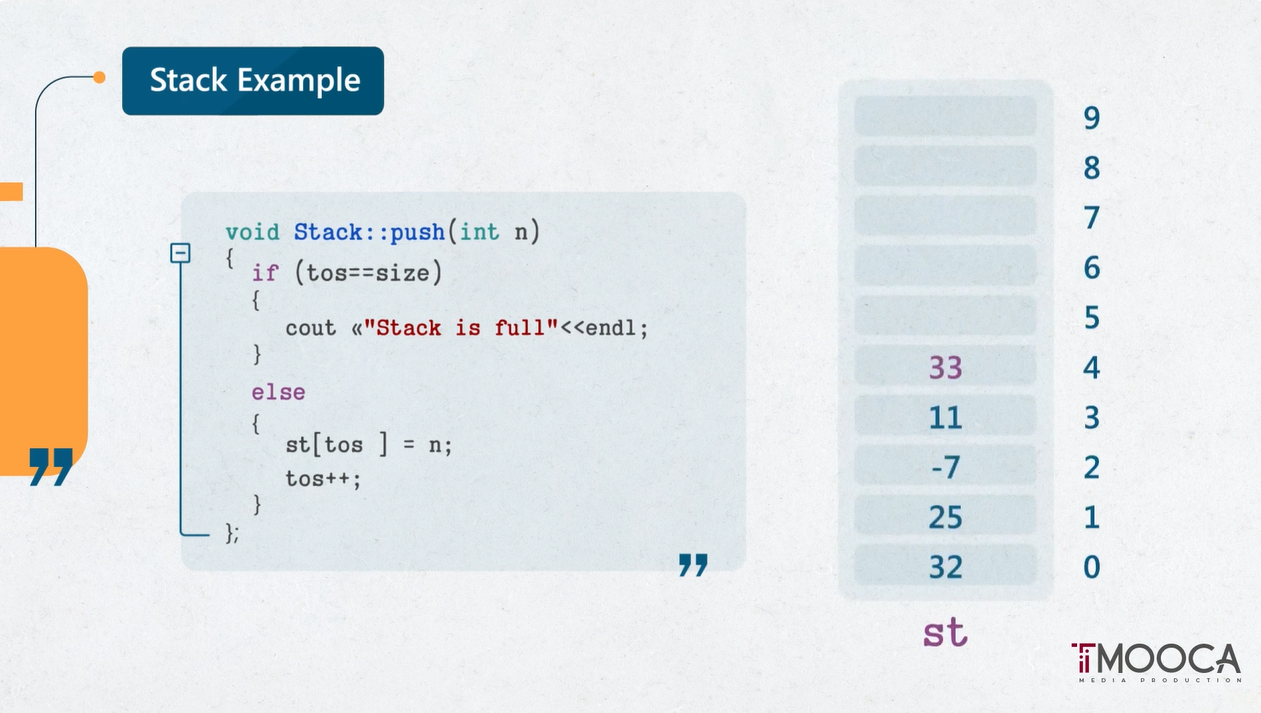 Stack Example
void Stack::push(int n)
{
if (tos==size)
{
cout «"Stack is full"<<endl;
}
else
{
st[tos ] = n;
tos++;
}
};
”
”
9
8
7
6
5
33 4
11 3
-7 2
25 1
32 0
st
TiMOOCA
MEDIA PRODUCTION